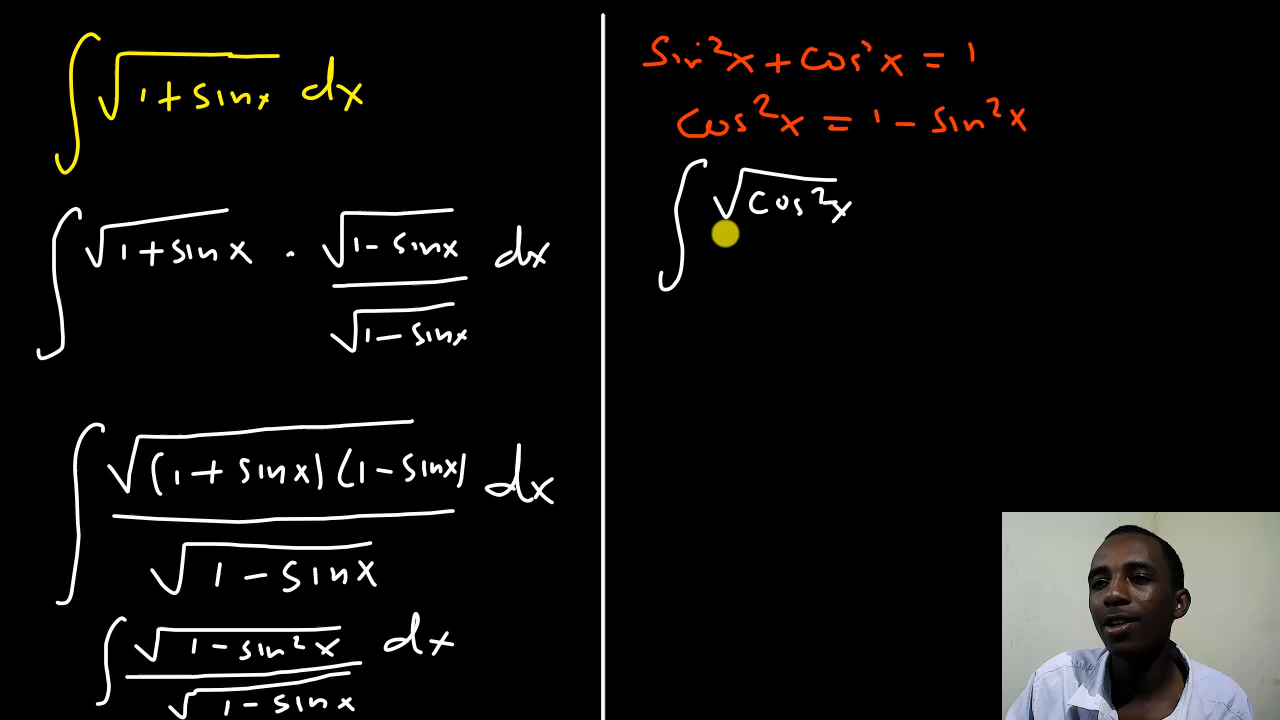 ∫ √(1 + sinx) dx
∫ √(1 + sinx) · √(1 - sinx) / √(1 - sinx) dx
∫ √((1 + sinx)(1 - sinx)) / √(1 - sinx) dx
∫ √(1 - sin²x) / √(1 - sinx) dx
Sin²x + cos²x = 1
Cos²x = 1 - sin²x
∫ √(cos²x)